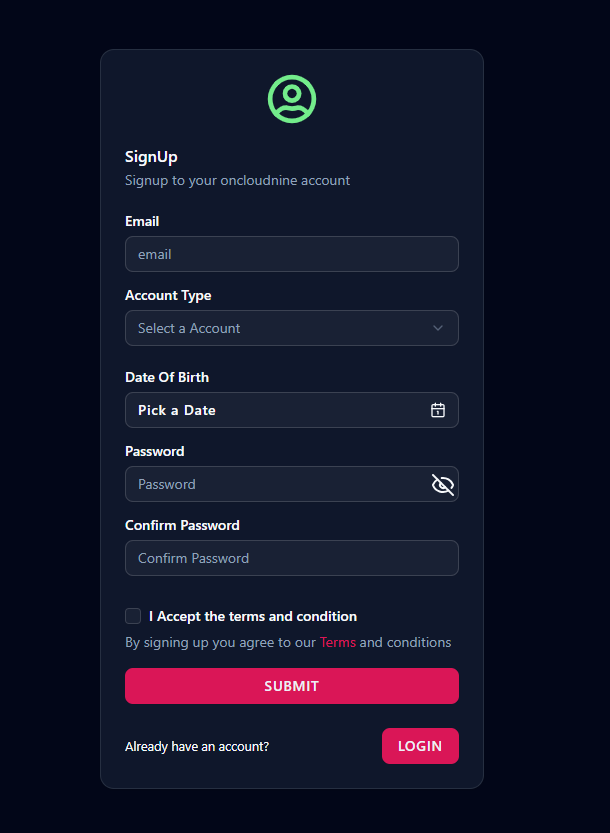 SignUp
Signup to your oncloudnine account
Email
email
Account Type
Select a Account
Date Of Birth
Pick a Date
1
Password
Password
Confirm Password
Confirm Password
I Accept the terms and condition
By signing up you agree to our Terms and conditions
SUBMIT
Already have an account? LOGIN